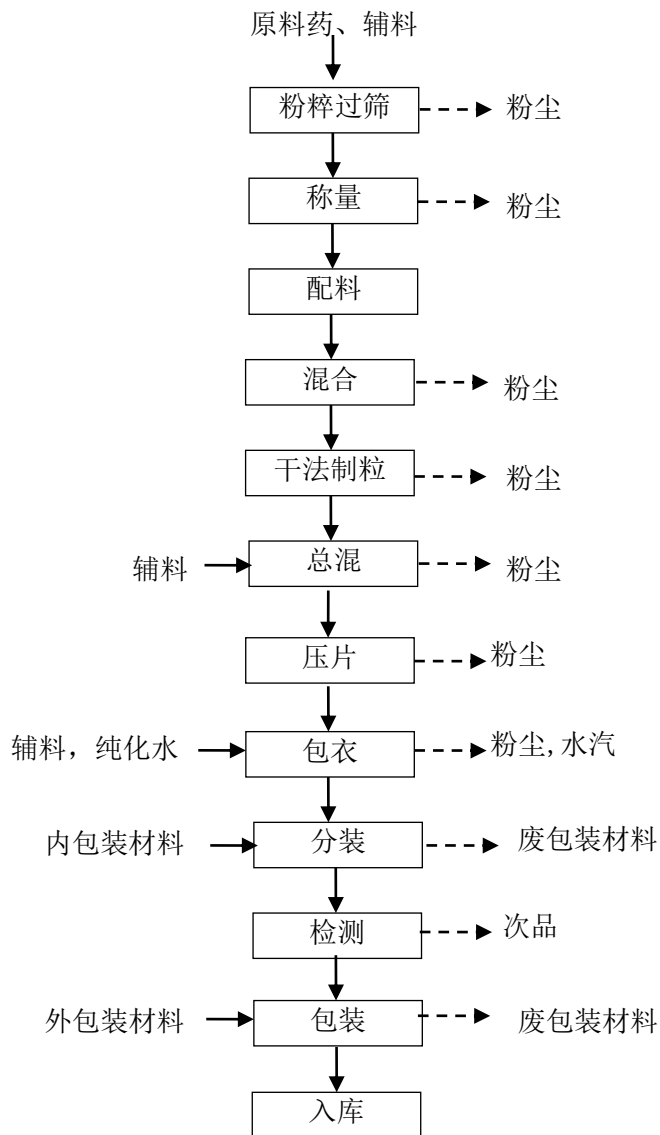 原料药、辅料
粉粹过筛
粉尘
称量
粉尘
配料
混合
粉尘
干法制粒
粉尘
辅料
总混
粉尘
压片
粉尘
辅料，纯化水
包衣
粉尘,水汽
内包装材料
分装
废包装材料
检测
次品
外包装材料
包装
废包装材料
入库